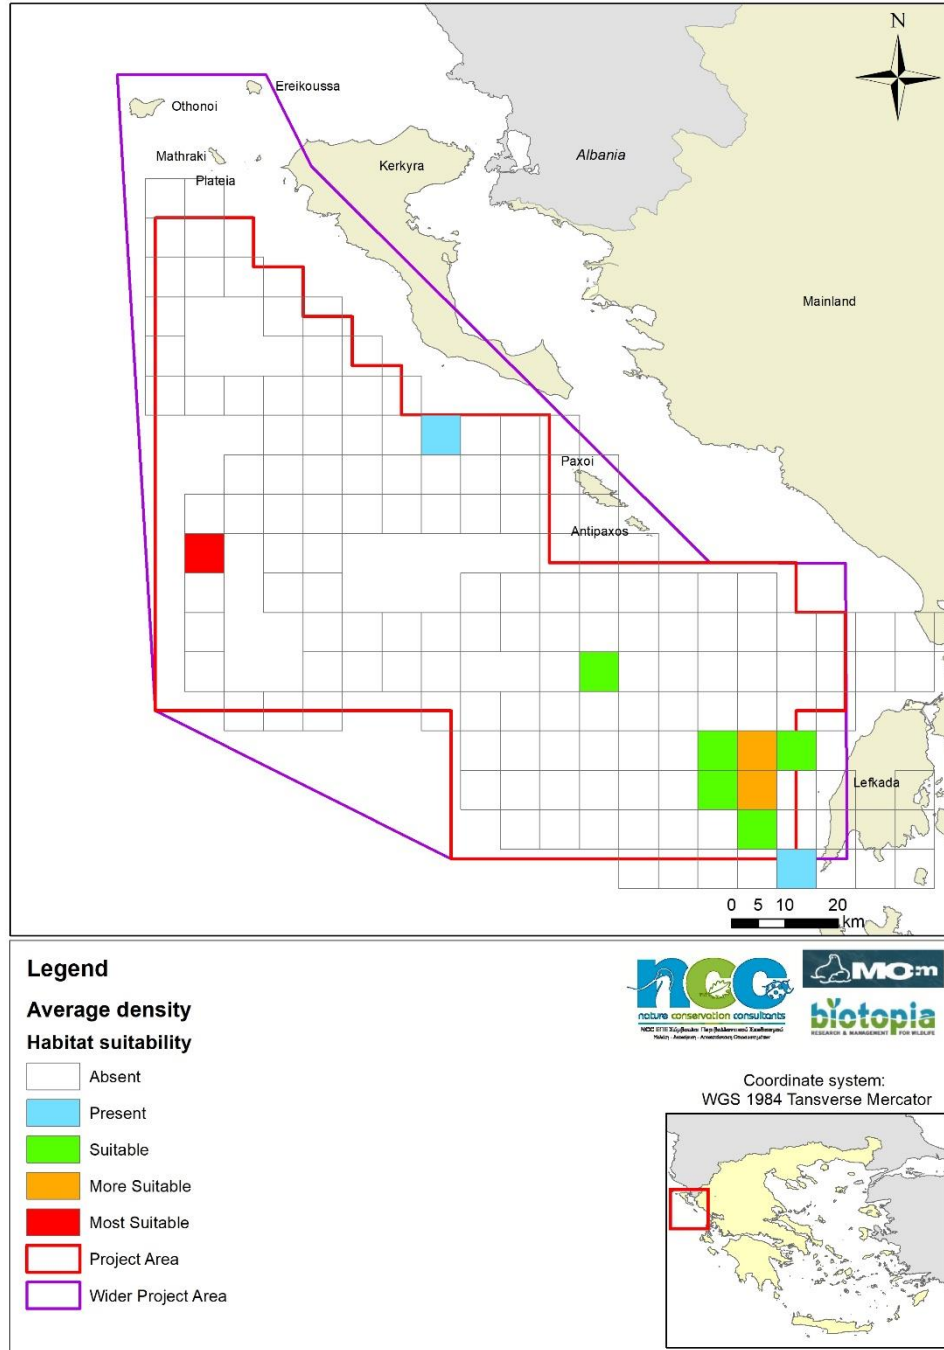 N
Ereikoussa
Othonoi
Albania
Mathraki
Kerkyra
Plateia
Mainland
Paxoi
Antipaxos
Lefkada
0 5 10 20
km
Legend
Average density
Habitat suitability
Absent
Present
Suitable
More Suitable
Most Suitable
Project Area
Wider Project Area
ncc
nature conservation consultants
MOm
biotopia
RESEARCH & MANAGEMENT FOR WILDLIFE
Coordinate system:
WGS 1984 Tansverse Mercator